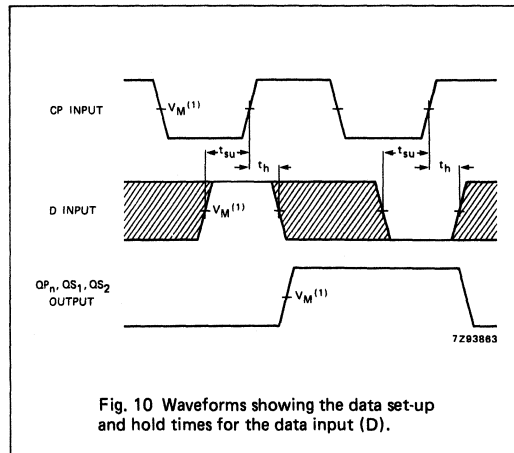 CP INPUT
V_M(1)
t_su
t_h
t_su
t_h
D INPUT
V_M(1)
QP_n, QS_1, QS_2
OUTPUT
V_M(1)
7Z93863
Fig. 10 Waveforms showing the data set-up
and hold times for the data input (D).